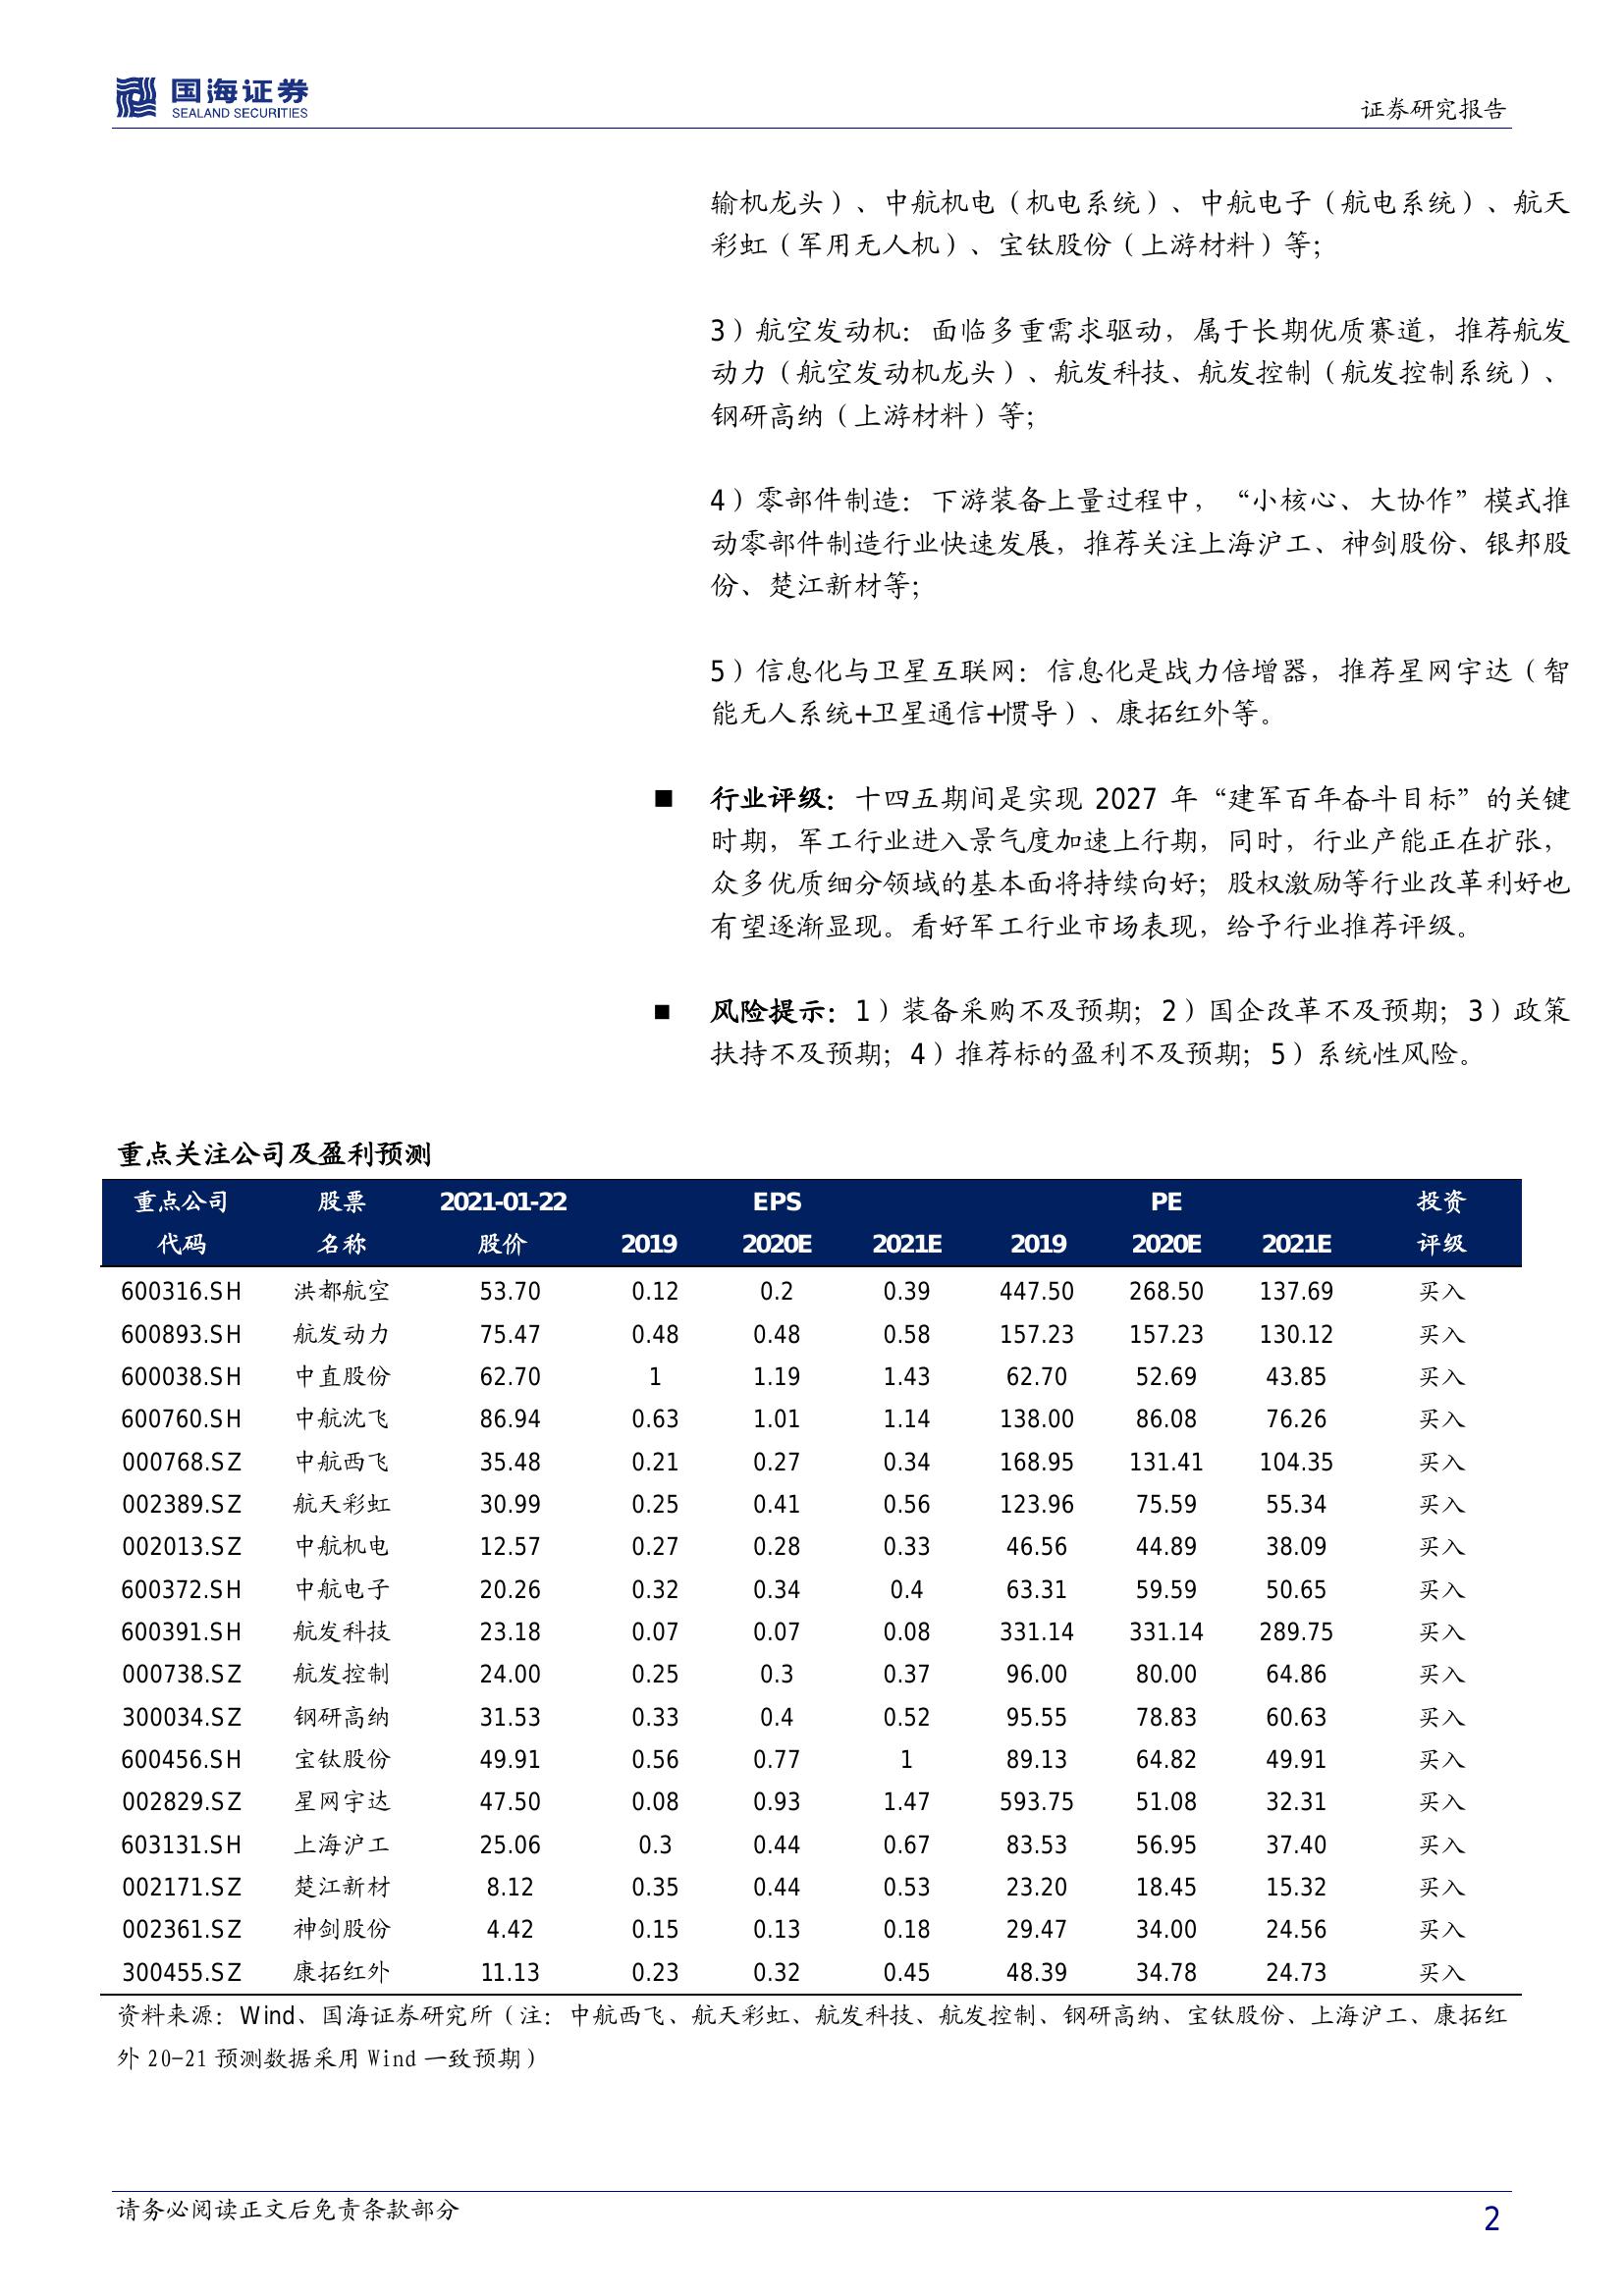 国海证券
SEALAND SECURITIES
证券研究报告
输机龙头）、中航机电（机电系统）、中航电子（航电系统）、航天
彩虹（军用无人机）、宝钛股份（上游材料）等；
3）航空发动机：面临多重需求驱动，属于长期优质赛道，推荐航发
动力（航空发动机龙头）、航发科技、航发控制（航发控制系统）、
钢研高纳（上游材料）等；
4）零部件制造：下游装备上量过程中，“小核心、大协作”模式推
动零部件制造行业快速发展，推荐关注上海沪工、神剑股份、银邦股
份、楚江新材等；
5）信息化与卫星互联网：信息化是战力倍增器，推荐星网宇达（智
能无人系统+卫星通信+惯导）、康拓红外等。
■ 行业评级：十四五期间是实现 2027 年“建军百年奋斗目标”的关键
时期，军工行业进入景气度加速上行期，同时，行业产能正在扩张，
众多优质细分领域的基本面将持续向好；股权激励等行业改革利好也
有望逐渐显现。看好军工行业市场表现，给予行业推荐评级。
■ 风险提示：1）装备采购不及预期；2）国企改革不及预期；3）政策
扶持不及预期；4）推荐标的盈利不及预期；5）系统性风险。
重点关注公司及盈利预测
重点公司 股票 2021-01-22 EPS PE 投资
代码 名称 股价 2019 2020E 2021E 2019 2020E 2021E 评级
600316.SH 洪都航空 53.70 0.12 0.2 0.39 447.50 268.50 137.69 买入
600893.SH 航发动力 75.47 0.48 0.48 0.58 157.23 157.23 130.12 买入
600038.SH 中直股份 62.70 1 1.19 1.43 62.70 52.69 43.85 买入
600760.SH 中航沈飞 86.94 0.63 1.01 1.14 138.00 86.08 76.26 买入
000768.SZ 中航西飞 35.48 0.21 0.27 0.34 168.95 131.41 104.35 买入
002389.SZ 航天彩虹 30.99 0.25 0.41 0.56 123.96 75.59 55.34 买入
002013.SZ 中航机电 12.57 0.27 0.28 0.33 46.56 44.89 38.09 买入
600372.SH 中航电子 20.26 0.32 0.34 0.4 63.31 59.59 50.65 买入
600391.SH 航发科技 23.18 0.07 0.07 0.08 331.14 331.14 289.75 买入
000738.SZ 航发控制 24.00 0.25 0.3 0.37 96.00 80.00 64.86 买入
300034.SZ 钢研高纳 31.53 0.33 0.4 0.52 95.55 78.83 60.63 买入
600456.SH 宝钛股份 49.91 0.56 0.77 1 89.13 64.82 49.91 买入
002829.SZ 星网宇达 47.50 0.08 0.93 1.47 593.75 51.08 32.31 买入
603131.SH 上海沪工 25.06 0.3 0.44 0.67 83.53 56.95 37.40 买入
002171.SZ 楚江新材 8.12 0.35 0.44 0.53 23.20 18.45 15.32 买入
002361.SZ 神剑股份 4.42 0.15 0.13 0.18 29.47 34.00 24.56 买入
300455.SZ 康拓红外 11.13 0.23 0.32 0.45 48.39 34.78 24.73 买入
资料来源：Wind、国海证券研究所（注：中航西飞、航天彩虹、航发科技、航发控制、钢研高纳、宝钛股份、上海沪工、康拓红
外 20-21 预测数据采用 Wind 一致预期）
请务必阅读正文后免责条款部分
2